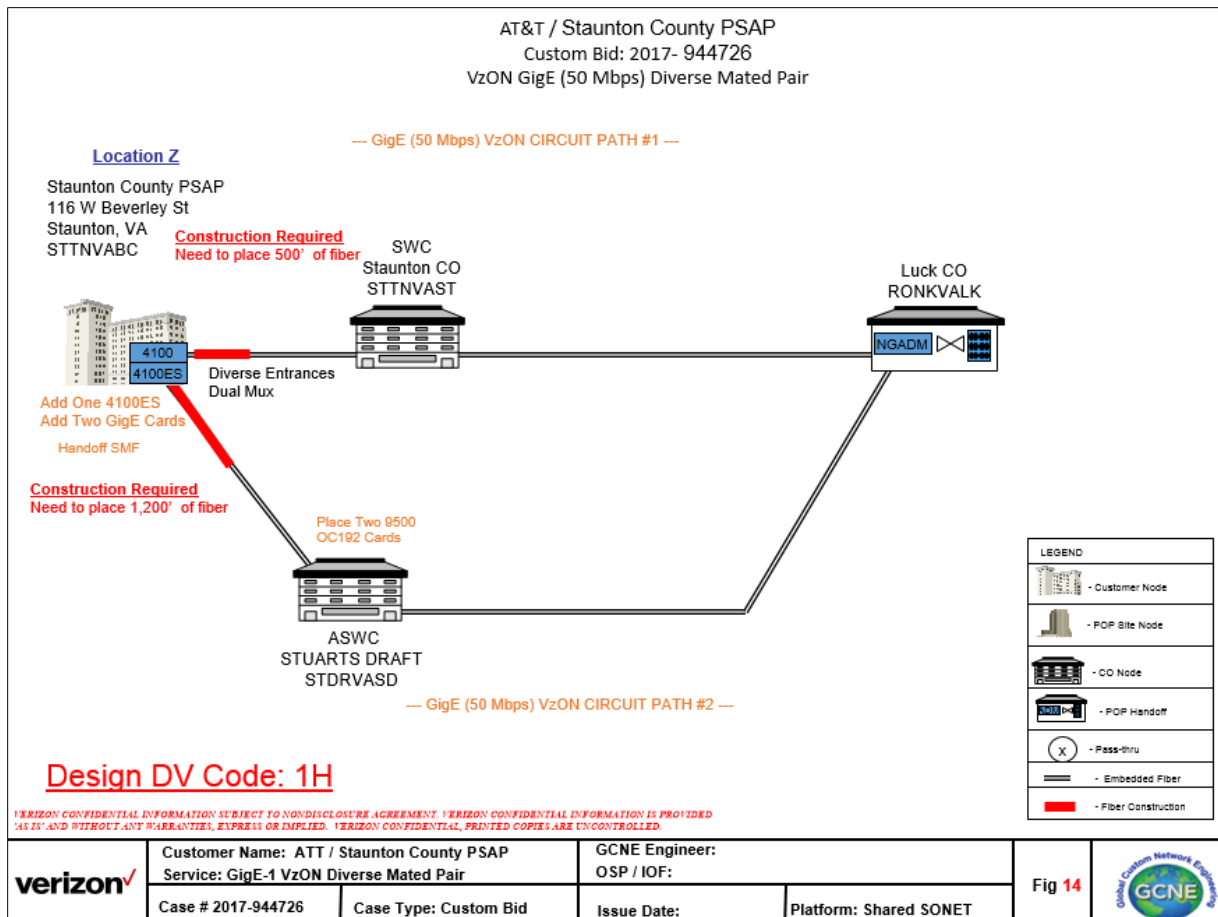 AT&T / Staunton County PSAP
Custom Bid: 2017- 944726
VzON GigE (50 Mbps) Diverse Mated Pair
--- GigE (50 Mbps) VzON CIRCUIT PATH #1 ---
Location Z
Staunton County PSAP
116 W Beverley St
Staunton, VA
STTNVABC
Construction Required
Need to place 500' of fiber
SWC
Staunton CO
STTNVAST
Luck CO
RONKVALK
4100
4100ES
NGADM
Diverse Entrances
Dual Mux
Add One 4100ES
Add Two GigE Cards
Handoff SMF
Construction Required
Need to place 1,200' of fiber
Place Two 9500
OC192 Cards
ASWC
STUARTS DRAFT
STDRVASD
--- GigE (50 Mbps) VzON CIRCUIT PATH #2 ---
LEGEND
- Customer Node
- POP Site Node
- CO Node
- POP Handoff
X
- Pass-thru
- Embedded Fiber
- Fiber Construction
Design DV Code: 1H
VERIZON CONFIDENTIAL INFORMATION SUBJECT TO NONDISCLOSURE AGREEMENT. VERIZON CONFIDENTIAL INFORMATION IS PROVIDED
'AS IS' AND WITHOUT ANY WARRANTIES, EXPRESS OR IMPLIED. VERIZON CONFIDENTIAL, PRINTED COPIES ARE UNCONTROLLED.
verizon
Customer Name: ATT / Staunton County PSAP
Service: GigE-1 VzON Diverse Mated Pair
GCNE Engineer:
OSP / IOF:
Fig 14
Case # 2017-944726
Case Type: Custom Bid
Issue Date:
Platform: Shared SONET
Global Custom Network Engineering
GCNE